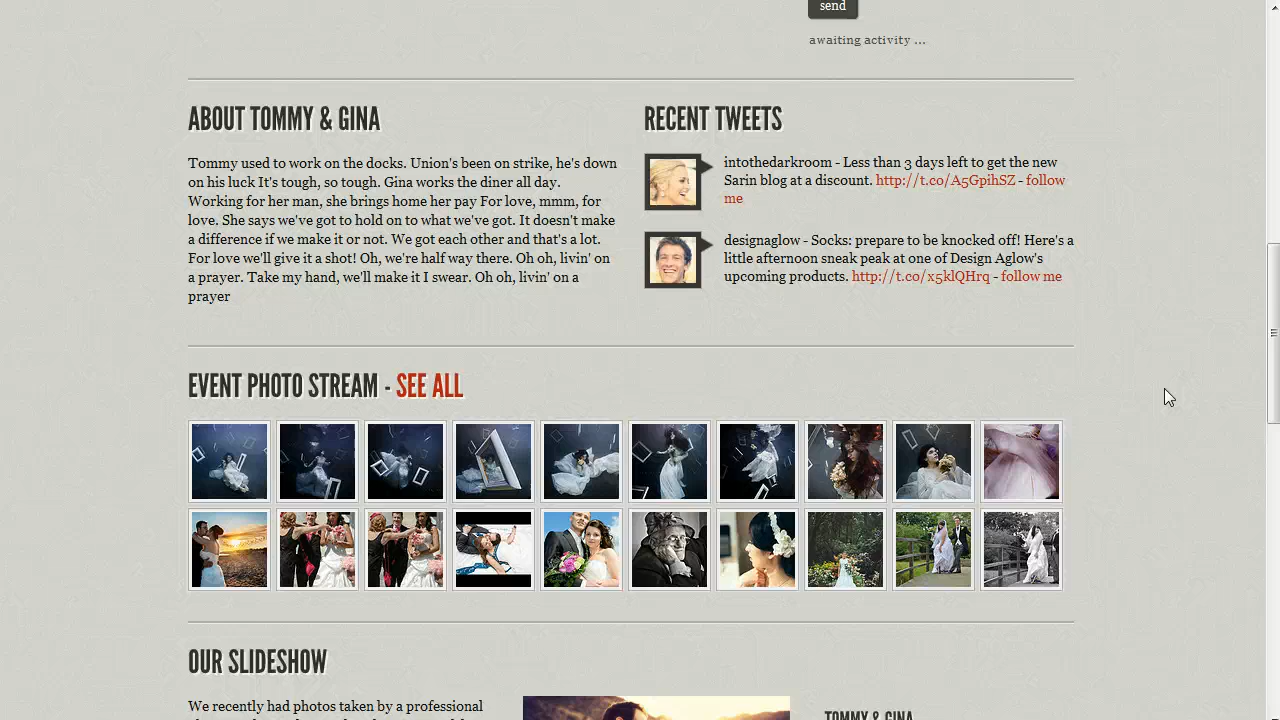 send
awaiting activity ...
ABOUT TOMMY & GINA
Tommy used to work on the docks. Union's been on strike, he's down
on his luck It's tough, so tough. Gina works the diner all day.
Working for her man, she brings home her pay For love, mmm, for
love. She says we've got to hold on to what we've got. It doesn't make
a difference if we make it or not. We got each other and that's a lot.
For love we'll give it a shot! Oh, we're half way there. Oh oh, livin' on
a prayer. Take my hand, we'll make it I swear. Oh oh, livin' on a
prayer
RECENT TWEETS
intothedarkroom - Less than 3 days left to get the new
Sarin blog at a discount. http://t.co/A5GpihSZ - follow
me
designaglow - Socks: prepare to be knocked off! Here's a
little afternoon sneak peak at one of Design Aglow's
upcoming products. http://t.co/x5klQHrq - follow me
EVENT PHOTO STREAM - SEE ALL
OUR SLIDESHOW
We recently had photos taken by a professional
TOMMY & GINA